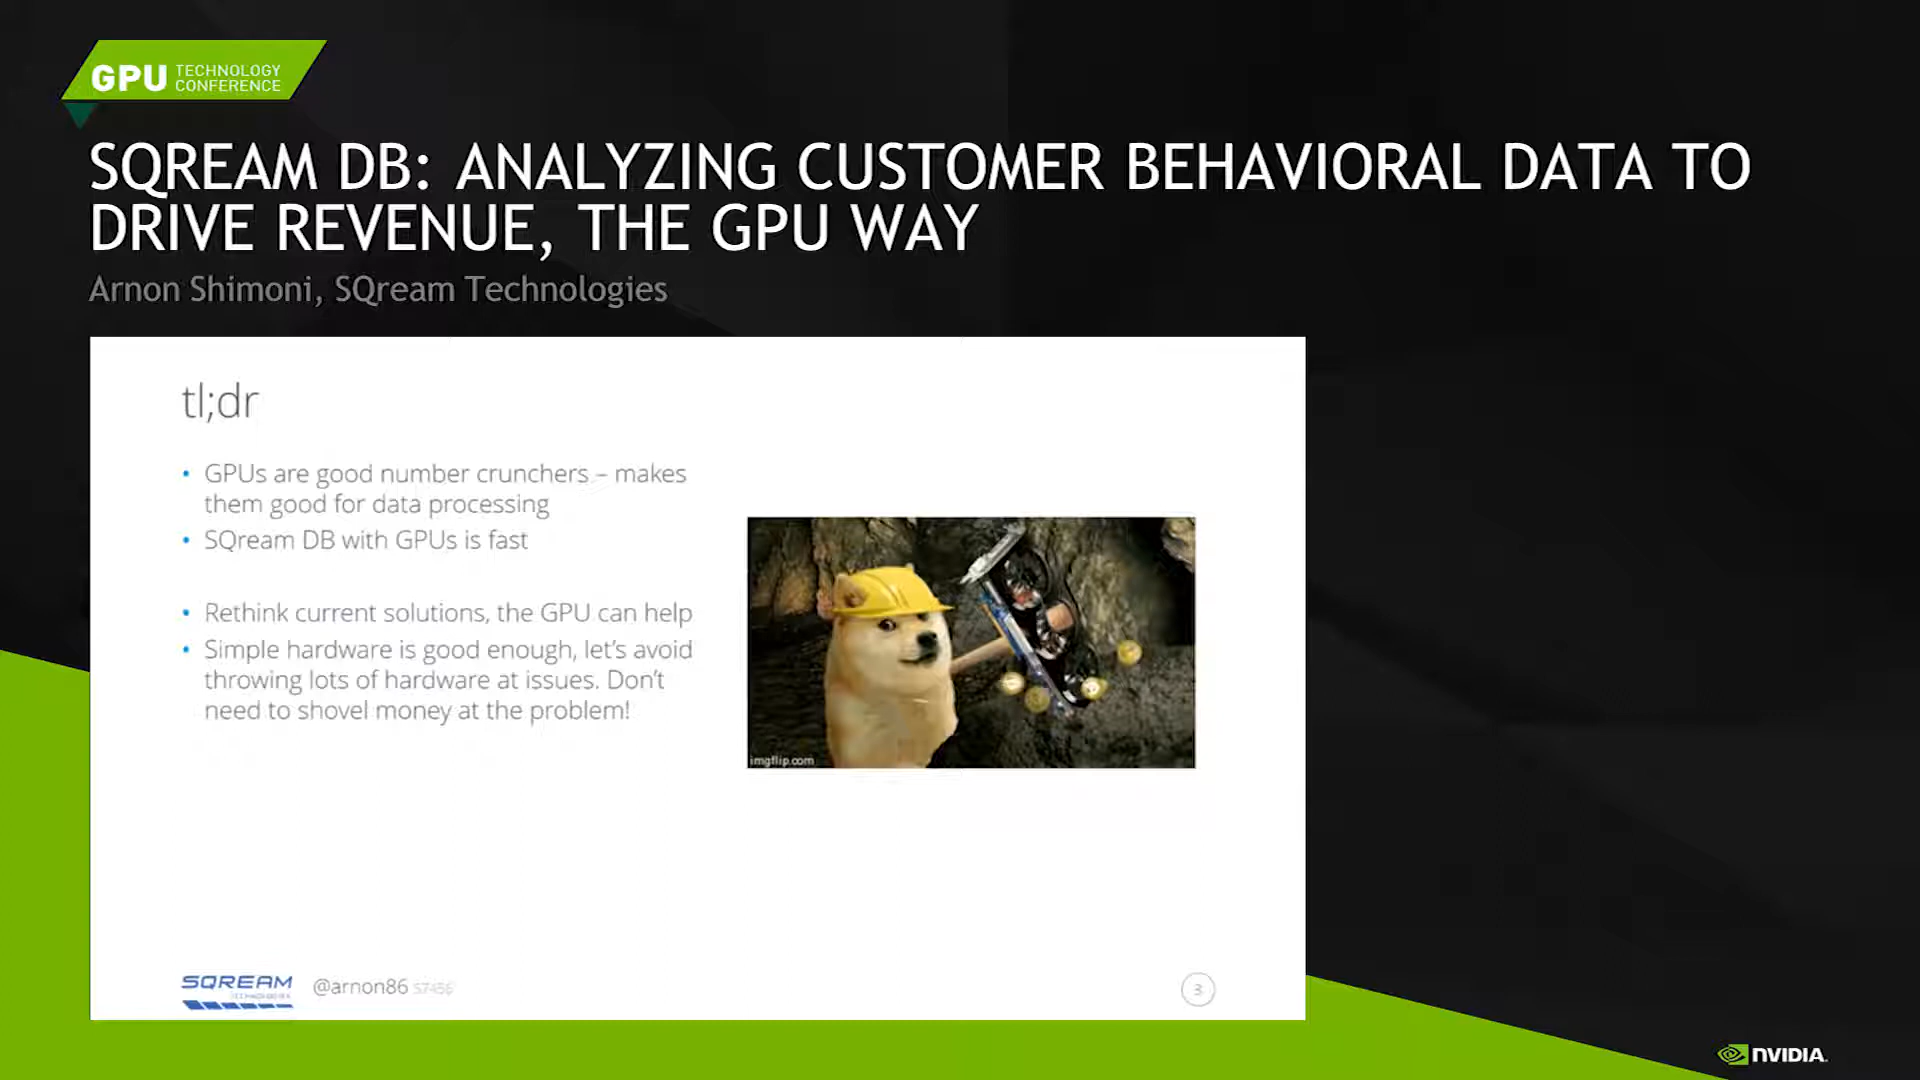 GPU TECHNOLOGY
CONFERENCE
SQREAM DB: ANALYZING CUSTOMER BEHAVIORAL DATA TO
DRIVE REVENUE, THE GPU WAY
Arnon Shimoni, SQream Technologies
tl;dr
• GPUs are good number crunchers – makes
them good for data processing
• SQream DB with GPUs is fast
• Rethink current solutions, the GPU can help
• Simple hardware is good enough, let's avoid
throwing lots of hardware at issues. Don't
need to shovel money at the problem!
imgflip.com
SQREAM
TECHNOLOGIES
@arnon86 S7456
3
NVIDIA.